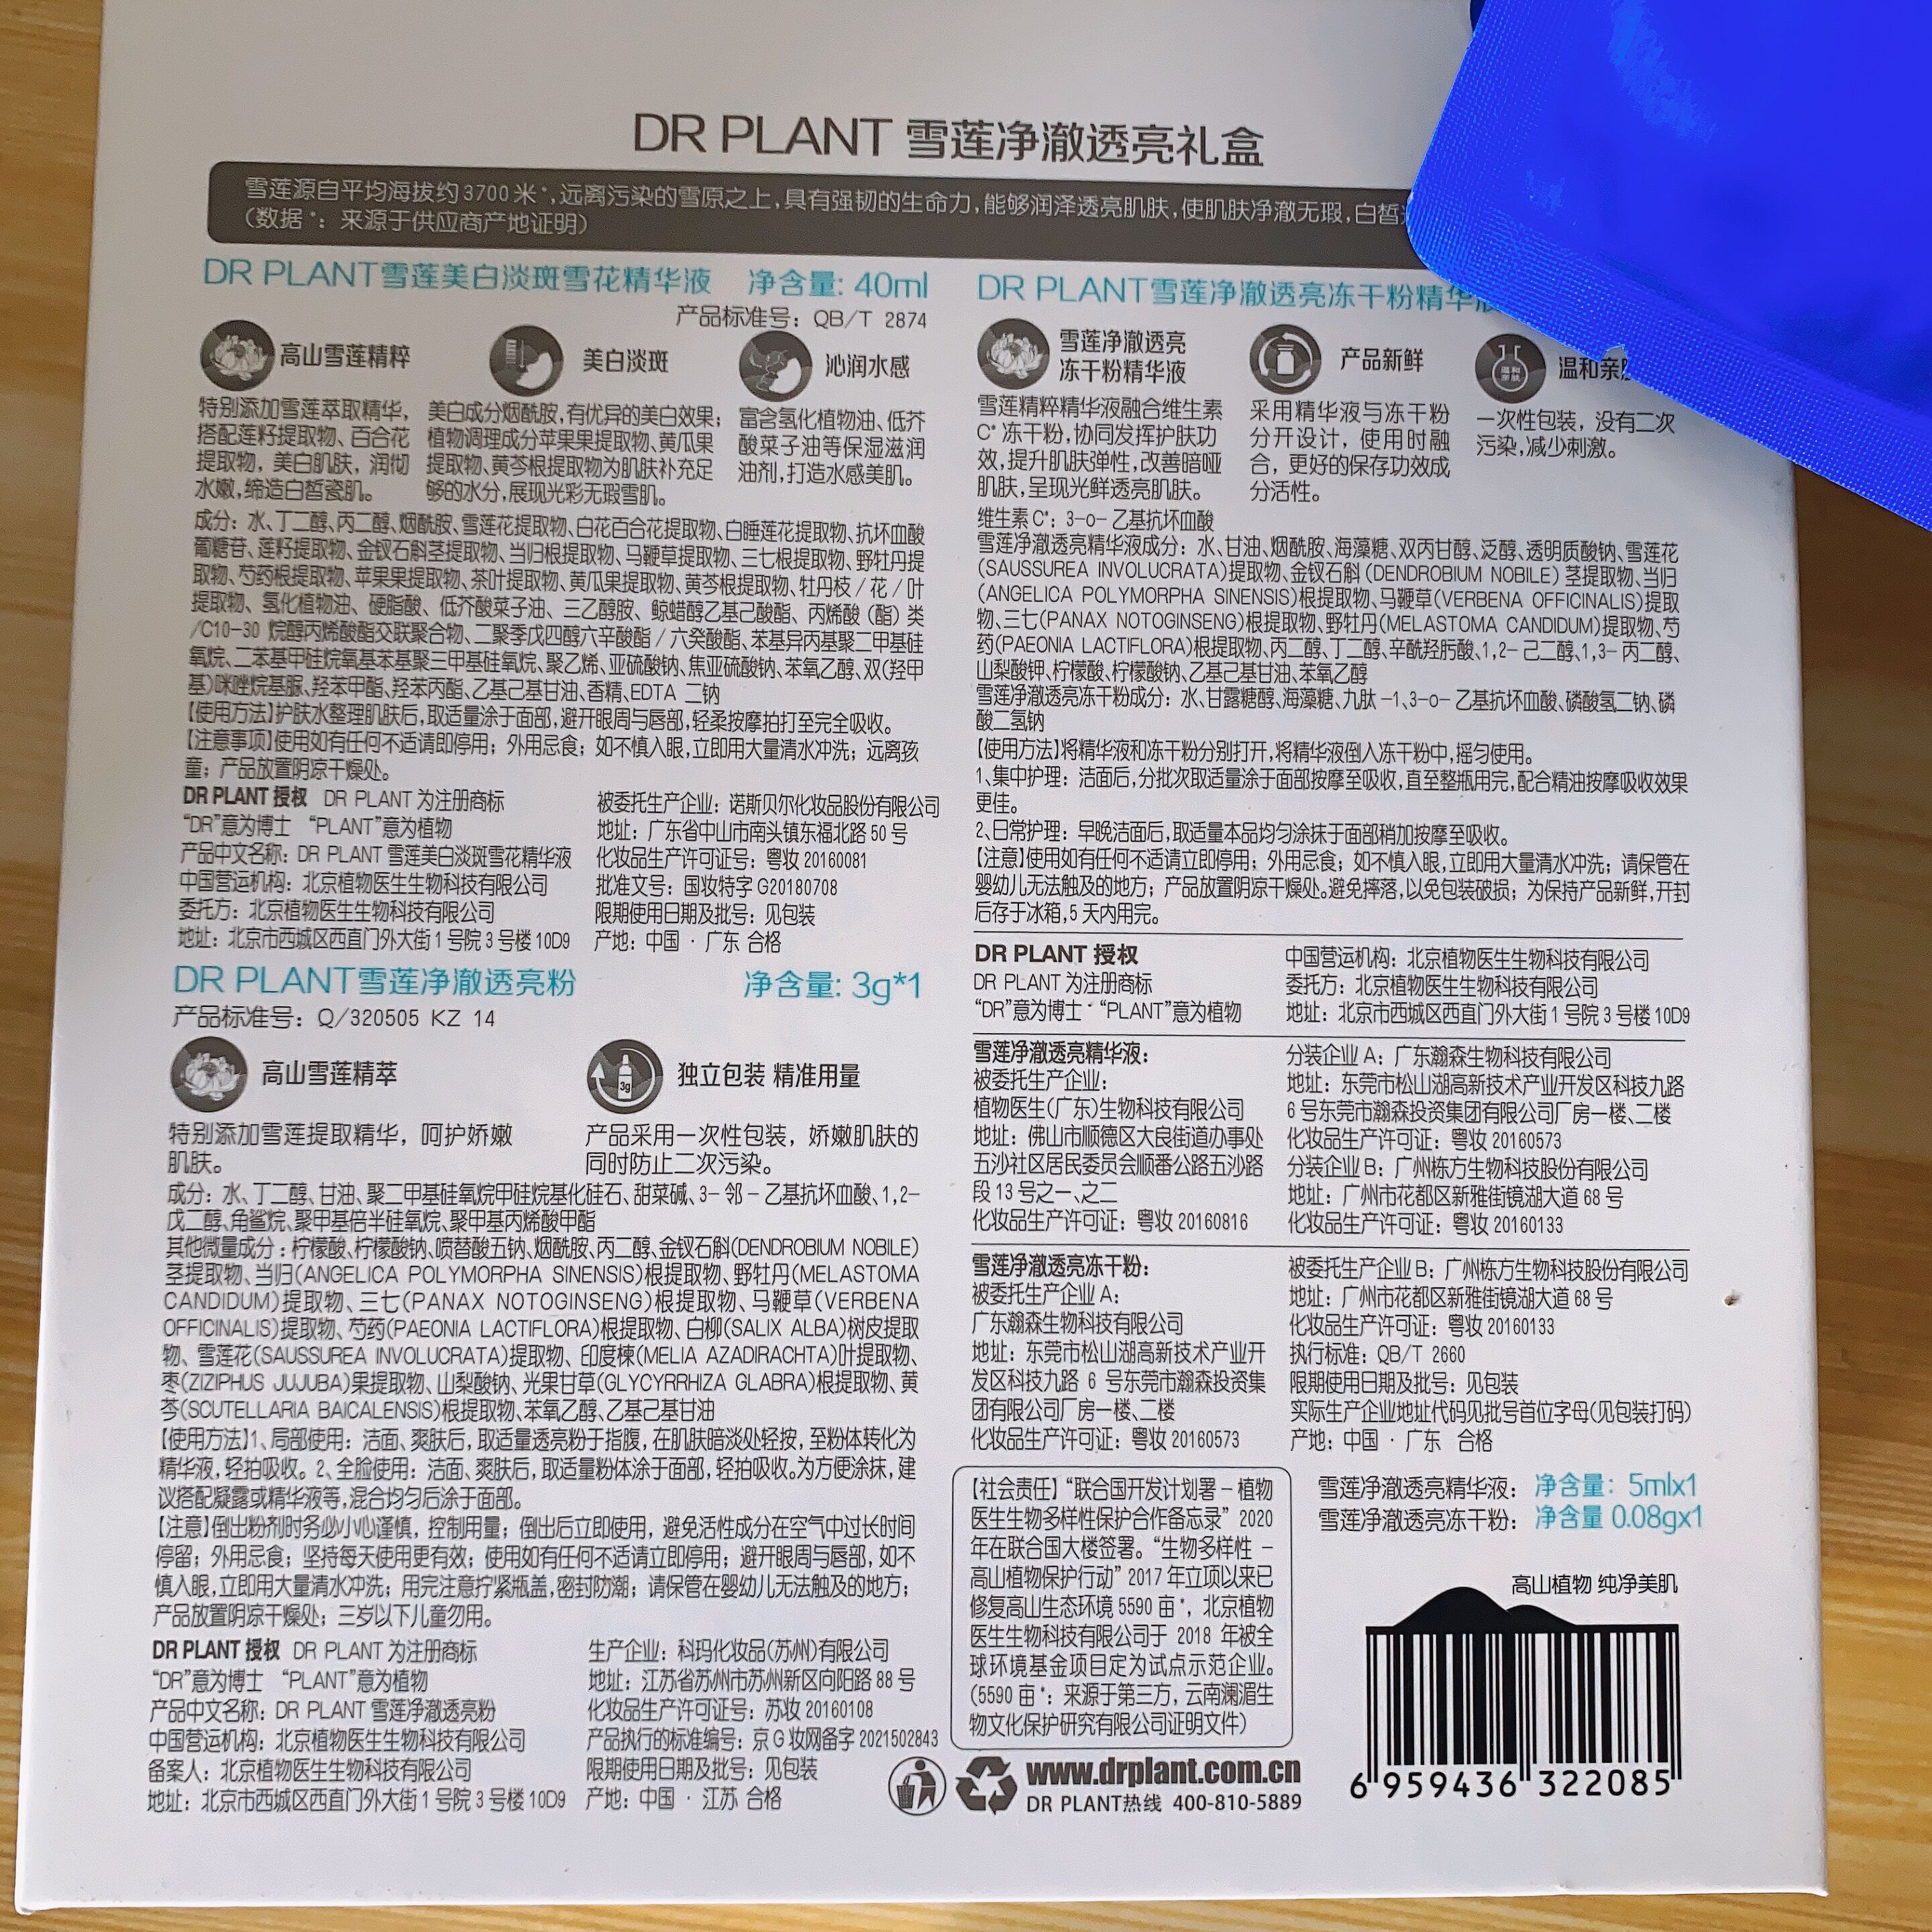 DR PLANT 雪莲净澈透亮礼盒
雪莲源自平均海拔约3700米*,远离污染的雪原之上,具有强韧的生命力,能够润泽透亮肌肤,使肌肤净澈无瑕,白皙
(数据*：来源于供应商产地证明)
DR PLANT雪莲美白淡斑雪花精华液 净含量: 40ml
产品标准号：QB/T 2874
高山雪莲精粹
美白淡斑
沁润水感
特别添加雪莲萃取精华,
搭配莲籽提取物、百合花
提取物，美白肌肤，润彻
水嫩,缔造白皙瓷肌。
美白成分烟酰胺,有优异的美白效果;
植物调理成分苹果果提取物、黄瓜果
提取物、黄芩根提取物为肌肤补充足
够的水分,展现光彩无瑕雪肌。
富含氢化植物油、低芥
酸菜子油等保湿滋润
油剂,打造水感美肌。
成分：水、丁二醇、丙二醇、烟酰胺、雪莲花提取物、白花百合花提取物、白睡莲花提取物、抗坏血酸
葡糖苷、莲籽提取物、金钗石斛茎提取物、当归根提取物、马鞭草提取物、三七根提取物、野牡丹提
取物、芍药根提取物、苹果果提取物、茶叶提取物、黄瓜果提取物、黄芩根提取物、牡丹枝/花/叶
提取物、氢化植物油、硬脂酸、低芥酸菜子油、三乙醇胺、鲸蜡醇乙基己酸酯、丙烯酸（酯）类
/C10-30 烷醇丙烯酸酯交联聚合物、二聚季戊四醇六辛酸酯/六癸酸酯、苯基异丙基聚二甲基硅
氧烷、二苯基甲硅烷氧基苯基聚三甲基硅氧烷、聚乙烯、亚硫酸钠、焦亚硫酸钠、苯氧乙醇、双(羟甲
基)咪唑烷基脲、羟苯甲酯、羟苯丙酯、乙基己基甘油、香精、EDTA 二钠
【使用方法】护肤水整理肌肤后,取适量涂于面部,避开眼周与唇部,轻柔按摩拍打至完全吸收。
【注意事项】使用如有任何不适请即停用；外用忌食；如不慎入眼,立即用大量清水冲洗；远离孩
童；产品放置阴凉干燥处。
DR PLANT 授权 DR PLANT 为注册商标
“DR”意为博士 “PLANT”意为植物
产品中文名称：DR PLANT 雪莲美白淡斑雪花精华液
中国营运机构：北京植物医生生物科技有限公司
委托方：北京植物医生生物科技有限公司
地址：北京市西城区西直门外大街1号院3号楼10D9
被委托生产企业：诺斯贝尔化妆品股份有限公司
地址：广东省中山市南头镇东福北路50号
化妆品生产许可证号：粤妆20160081
批准文号：国妆特字G20180708
限期使用日期及批号：见包装
产地：中国·广东 合格
DR PLANT雪莲净澈透亮粉 净含量: 3g*1
产品标准号：Q/320505 KZ 14
高山雪莲精萃
3g
独立包装 精准用量
特别添加雪莲提取精华，呵护娇嫩
肌肤。
产品采用一次性包装，娇嫩肌肤的
同时防止二次污染。
成分：水、丁二醇、甘油、聚二甲基硅氧烷甲硅烷基化硅石、甜菜碱、3-邻-乙基抗坏血酸、1,2-
戊二醇、角鲨烷、聚甲基倍半硅氧烷、聚甲基丙烯酸甲酯
其他微量成分：柠檬酸、柠檬酸钠、喷替酸五钠、烟酰胺、丙二醇、金钗石斛(DENDROBIUM NOBILE)
茎提取物、当归(ANGELICA POLYMORPHA SINENSIS)根提取物、野牡丹(MELASTOMA
CANDIDUM)提取物、三七(PANAX NOTOGINSENG)根提取物、马鞭草(VERBENA
OFFICINALIS)提取物、芍药(PAEONIA LACTIFLORA)根提取物、白柳(SALIX ALBA)树皮提取
物、雪莲花(SAUSSUREA INVOLUCRATA)提取物、印度楝(MELIA AZADIRACHTA)叶提取物、
枣(ZIZIPHUS JUJUBA)果提取物、山梨酸钠、光果甘草(GLYCYRRHIZA GLABRA)根提取物、黄
芩(SCUTELLARIA BAICALENSIS)根提取物、苯氧乙醇、乙基己基甘油
【使用方法】1、局部使用：洁面、爽肤后,取适量透亮粉于指腹,在肌肤暗淡处轻按,至粉体转化为
精华液,轻拍吸收。2、全脸使用：洁面、爽肤后,取适量粉体涂于面部,轻拍吸收。为方便涂抹,建
议搭配凝露或精华液等,混合均匀后涂于面部。
【注意】倒出粉剂时务必小心谨慎，控制用量；倒出后立即使用，避免活性成分在空气中过长时间
停留；外用忌食；坚持每天使用更有效；使用如有任何不适请立即停用；避开眼周与唇部,如不
慎入眼,立即用大量清水冲洗；用完注意拧紧瓶盖,密封防潮；请保管在婴幼儿无法触及的地方；
产品放置阴凉干燥处；三岁以下儿童勿用。
DR PLANT 授权 DR PLANT 为注册商标
“DR”意为博士 “PLANT”意为植物
产品中文名称：DR PLANT 雪莲净澈透亮粉
中国营运机构：北京植物医生生物科技有限公司
备案人：北京植物医生生物科技有限公司
地址：北京市西城区西直门外大街1号院3号楼10D9
生产企业：科玛化妆品(苏州)有限公司
地址：江苏省苏州市苏州新区向阳路88号
化妆品生产许可证号：苏妆20160108
产品执行的标准编号：京G妆网备字2021502843
限期使用日期及批号：见包装
产地：中国·江苏 合格
DR PLANT雪莲净澈透亮冻干粉精华
雪莲净澈透亮
冻干粉精华液
产品新鲜
温和
亲肤
温和亲
雪莲精粹精华液融合维生素
C*冻干粉,协同发挥护肤功
效,提升肌肤弹性,改善暗哑
肌肤,呈现光鲜透亮肌肤。
采用精华液与冻干粉
分开设计，使用时融
合，更好的保存功效成
分活性。
一次性包装，没有二次
污染,减少刺激。
维生素C*：3-o-乙基抗坏血酸
雪莲净澈透亮精华液成分：水、甘油、烟酰胺、海藻糖、双丙甘醇、泛醇、透明质酸钠、雪莲花
(SAUSSUREA INVOLUCRATA)提取物、金钗石斛(DENDROBIUM NOBILE)茎提取物、当归
(ANGELICA POLYMORPHA SINENSIS)根提取物、马鞭草(VERBENA OFFICINALIS)提取
物、三七(PANAX NOTOGINSENG)根提取物、野牡丹(MELASTOMA CANDIDUM)提取物、芍
药(PAEONIA LACTIFLORA)根提取物、丙二醇、丁二醇、辛酰羟肟酸、1,2-己二醇、1,3-丙二醇、
山梨酸钾、柠檬酸、柠檬酸钠、乙基己基甘油、苯氧乙醇
雪莲净澈透亮冻干粉成分：水、甘露糖醇、海藻糖、九肽-1、3-o-乙基抗坏血酸、磷酸氢二钠、磷
酸二氢钠
【使用方法】将精华液和冻干粉分别打开,将精华液倒入冻干粉中,摇匀使用。
1、集中护理：洁面后,分批次取适量涂于面部按摩至吸收,直至整瓶用完,配合精油按摩吸收效果
更佳。
2、日常护理：早晚洁面后,取适量本品均匀涂抹于面部稍加按摩至吸收。
【注意】使用如有任何不适请立即停用；外用忌食；如不慎入眼,立即用大量清水冲洗；请保管在
婴幼儿无法触及的地方；产品放置阴凉干燥处。避免摔落,以免包装破损；为保持产品新鲜,开封
后存于冰箱,5天内用完。
DR PLANT 授权
DR PLANT 为注册商标
“DR”意为博士·“PLANT”意为植物
中国营运机构：北京植物医生生物科技有限公司
委托方：北京植物医生生物科技有限公司
地址：北京市西城区西直门外大街1号院3号楼10D9
雪莲净澈透亮精华液：
被委托生产企业：
植物医生(广东)生物科技有限公司
地址：佛山市顺德区大良街道办事处
五沙社区居民委员会顺番公路五沙路
段13号之一、之二
化妆品生产许可证：粤妆20160816
分装企业A：广东瀚森生物科技有限公司
地址：东莞市松山湖高新技术产业开发区科技九路
6号东莞市瀚森投资集团有限公司厂房一楼、二楼
化妆品生产许可证：粤妆20160573
分装企业B：广州栋方生物科技股份有限公司
地址：广州市花都区新雅街镜湖大道68号
化妆品生产许可证：粤妆20160133
雪莲净澈透亮冻干粉：
被委托生产企业A：
广东瀚森生物科技有限公司
地址：东莞市松山湖高新技术产业开
发区科技九路 6号东莞市瀚森投资集
团有限公司厂房一楼、二楼
化妆品生产许可证：粤妆20160573
被委托生产企业B：广州栋方生物科技股份有限公司
地址：广州市花都区新雅街镜湖大道68号
化妆品生产许可证：粤妆20160133
执行标准：QB/T 2660
限期使用日期及批号：见包装
实际生产企业地址代码见批号首位字母(见包装打码)
产地：中国·广东 合格
【社会责任】“联合国开发计划署-植物
医生生物多样性保护合作备忘录”2020
年在联合国大楼签署。“生物多样性-
高山植物保护行动”2017年立项以来已
修复高山生态环境5590亩*，北京植物
医生生物科技有限公司于 2018 年被全
球环境基金项目定为试点示范企业。
(5590亩*：来源于第三方，云南澜湄生
物文化保护研究有限公司证明文件)
雪莲净澈透亮精华液：净含量：5mlx1
雪莲净澈透亮冻干粉：净含量 0.08gx1
高山植物 纯净美肌
www.drplant.com.cn
DR PLANT热线 400-810-5889
6 959436 322085